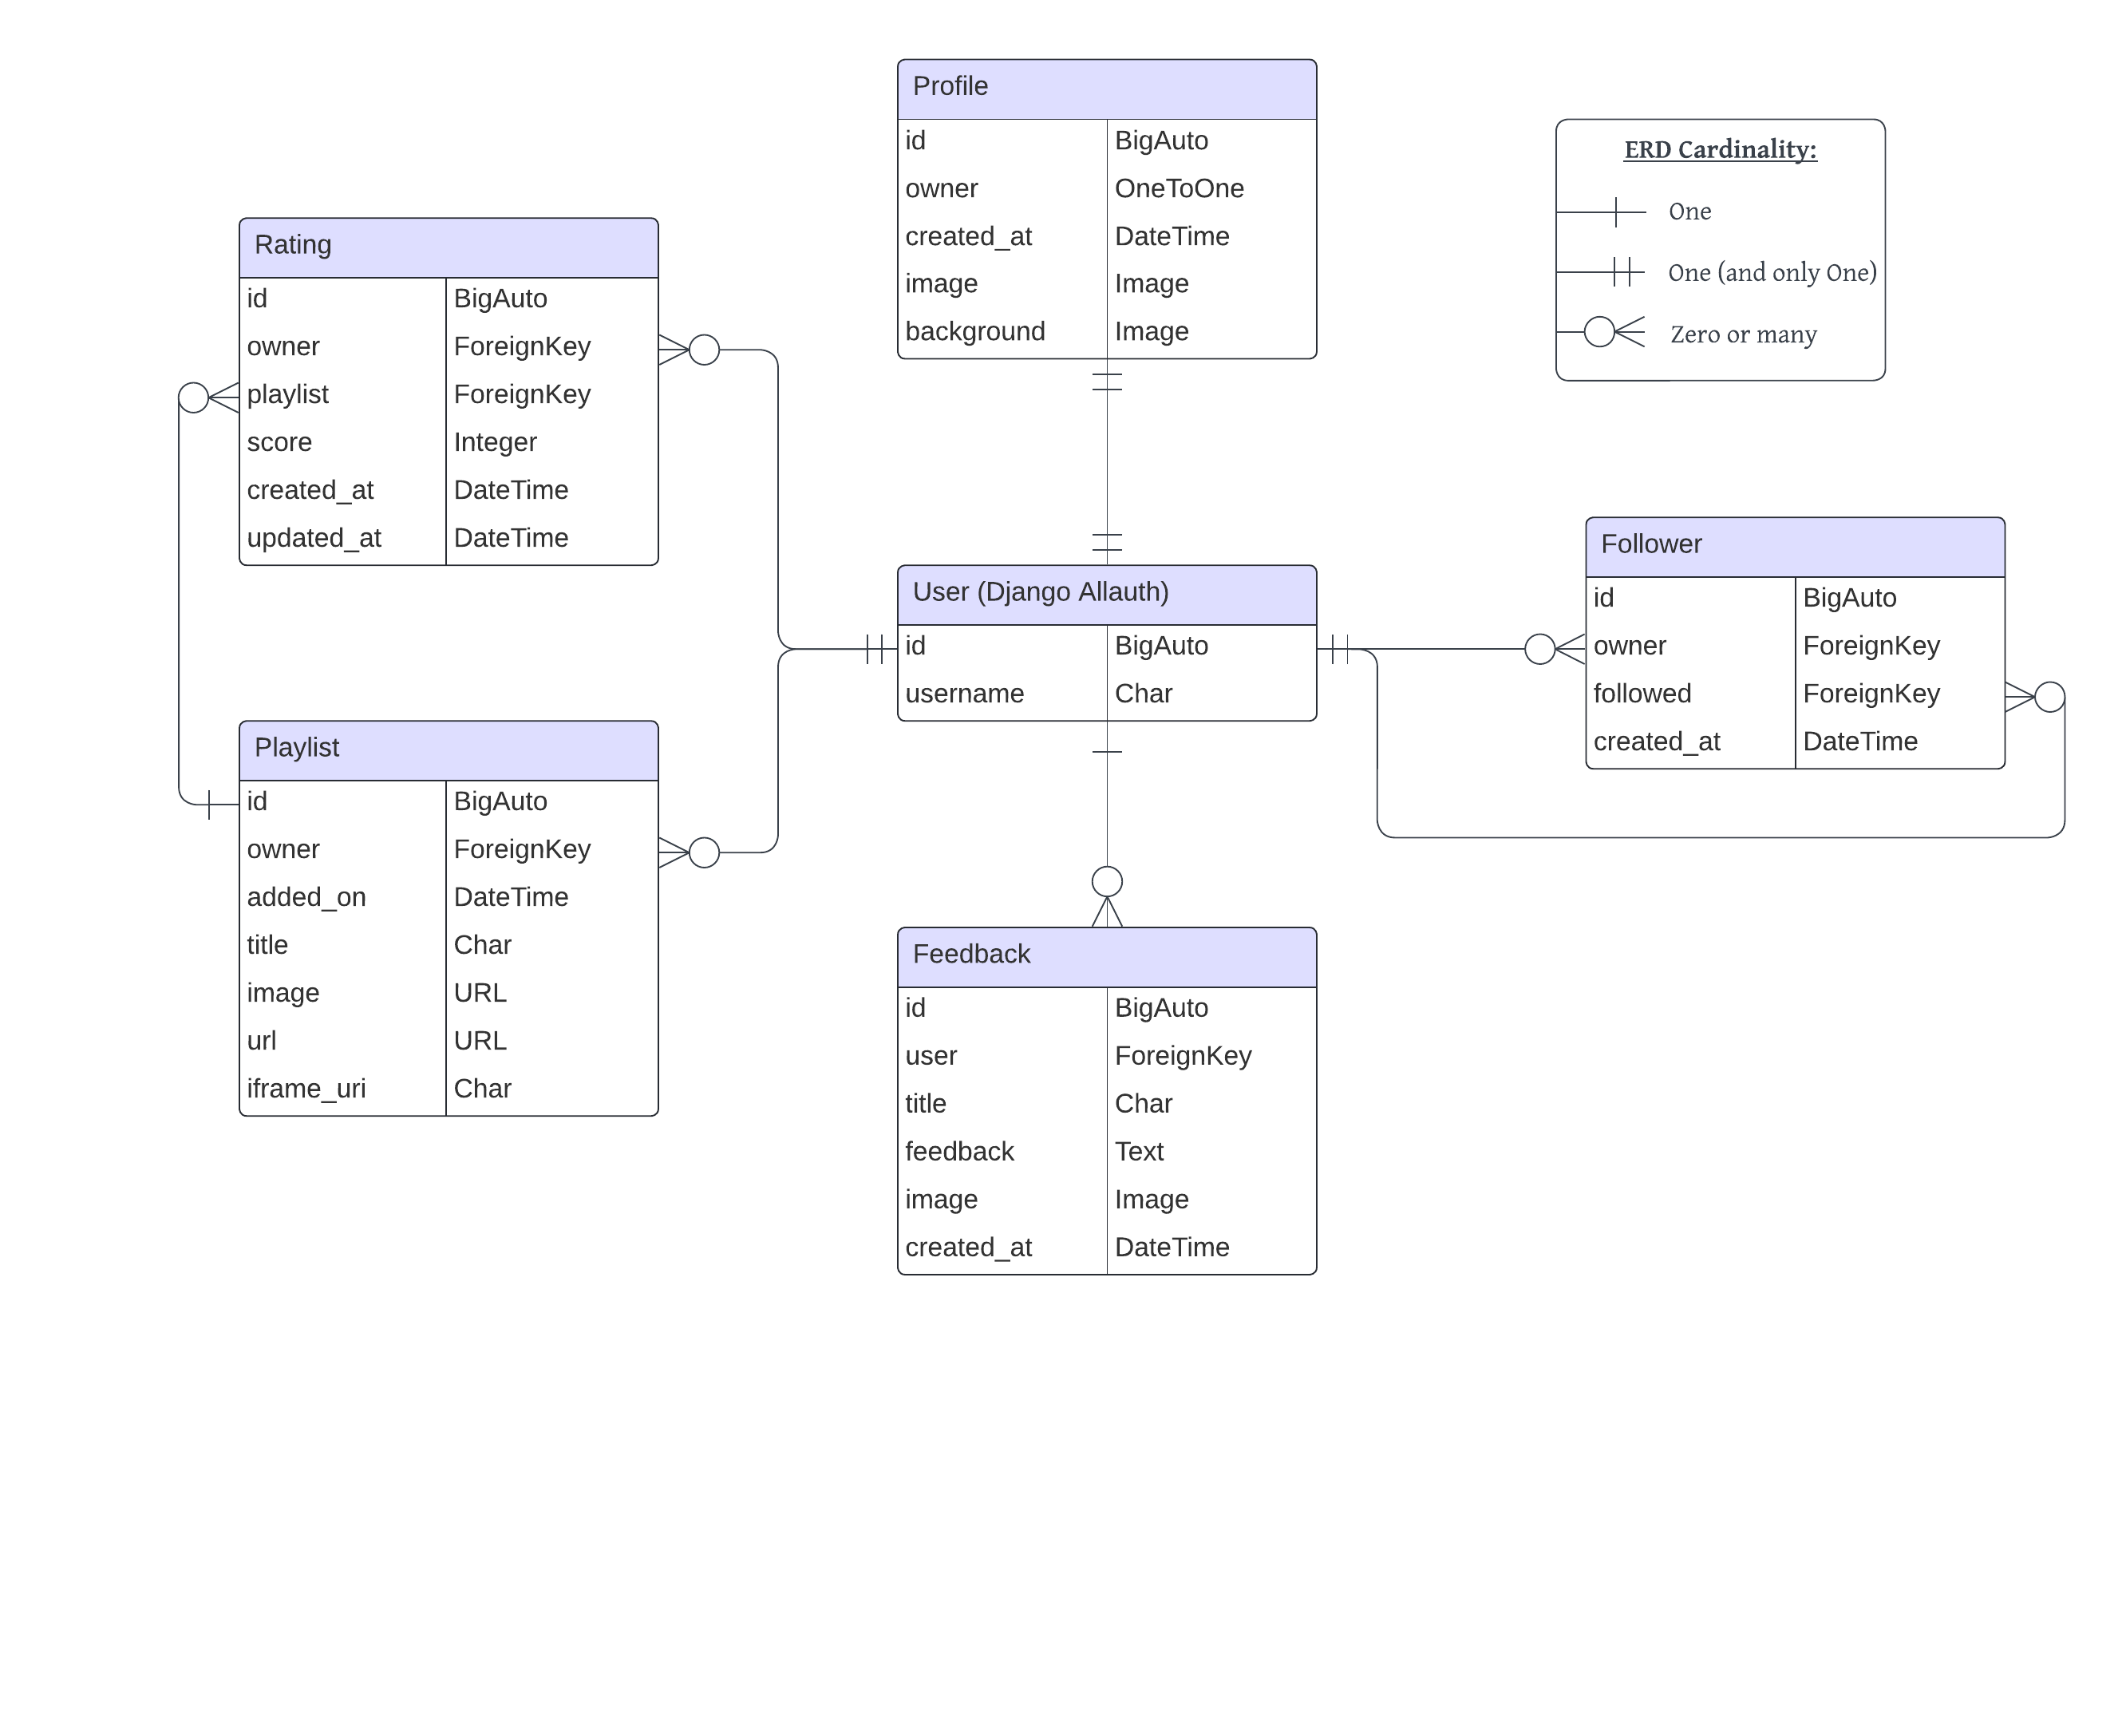 Profile
id BigAuto
owner OneToOne
created_at DateTime
image Image
background Image
ERD Cardinality:
One
One (and only One)
Zero or many
Rating
id BigAuto
owner ForeignKey
playlist ForeignKey
score Integer
created_at DateTime
updated_at DateTime
User (Django Allauth)
id BigAuto
username Char
Follower
id BigAuto
owner ForeignKey
followed ForeignKey
created_at DateTime
Playlist
id BigAuto
owner ForeignKey
added_on DateTime
title Char
image URL
url URL
iframe_uri Char
Feedback
id BigAuto
user ForeignKey
title Char
feedback Text
image Image
created_at DateTime